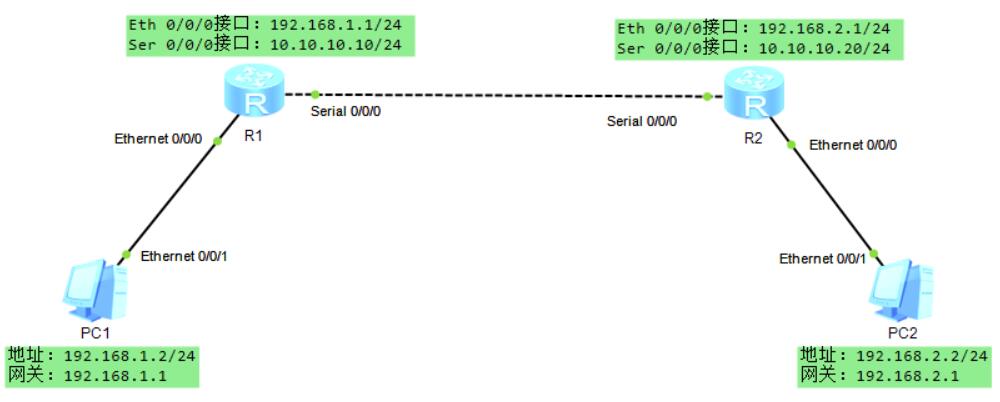 Eth 0/0/0接口：192.168.1.1/24
Ser 0/0/0接口：10.10.10.10/24
Eth 0/0/0接口：192.168.2.1/24
Ser 0/0/0接口：10.10.10.20/24
R
R
Serial 0/0/0
Serial 0/0/0
Ethernet 0/0/0
R1
R2
Ethernet 0/0/0
Ethernet 0/0/1
Ethernet 0/0/1
PC1
PC2
地址：192.168.1.2/24
网关：192.168.1.1
地址：192.168.2.2/24
网关：192.168.2.1